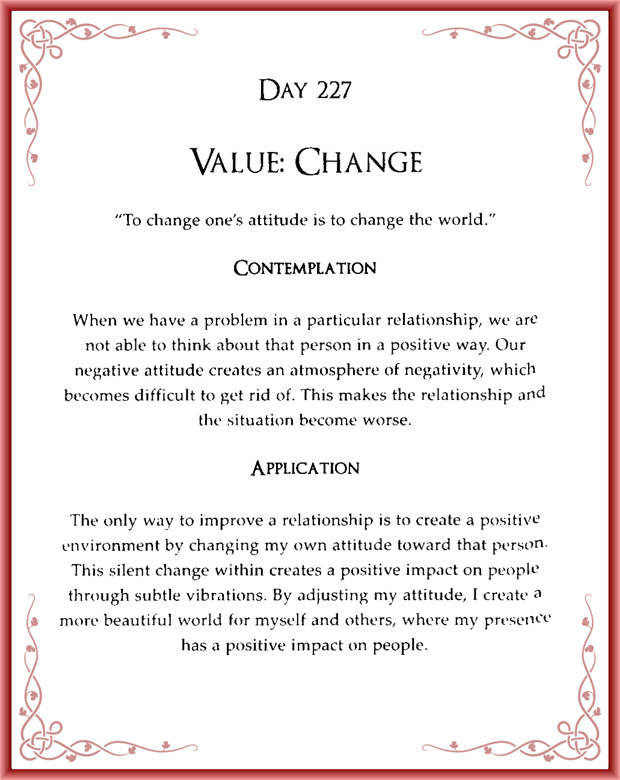 Day 227
Value: Change
"To change one's attitude is to change the world."
Contemplation
When we have a problem in a particular relationship, we are
not able to think about that person in a positive way. Our
negative attitude creates an atmosphere of negativity, which
becomes difficult to get rid of. This makes the relationship and
the situation become worse.
Application
The only way to improve a relationship is to create a positive
environment by changing my own attitude toward that person.
This silent change within creates a positive impact on people
through subtle vibrations. By adjusting my attitude, I create a
more beautiful world for myself and others, where my presence
has a positive impact on people.